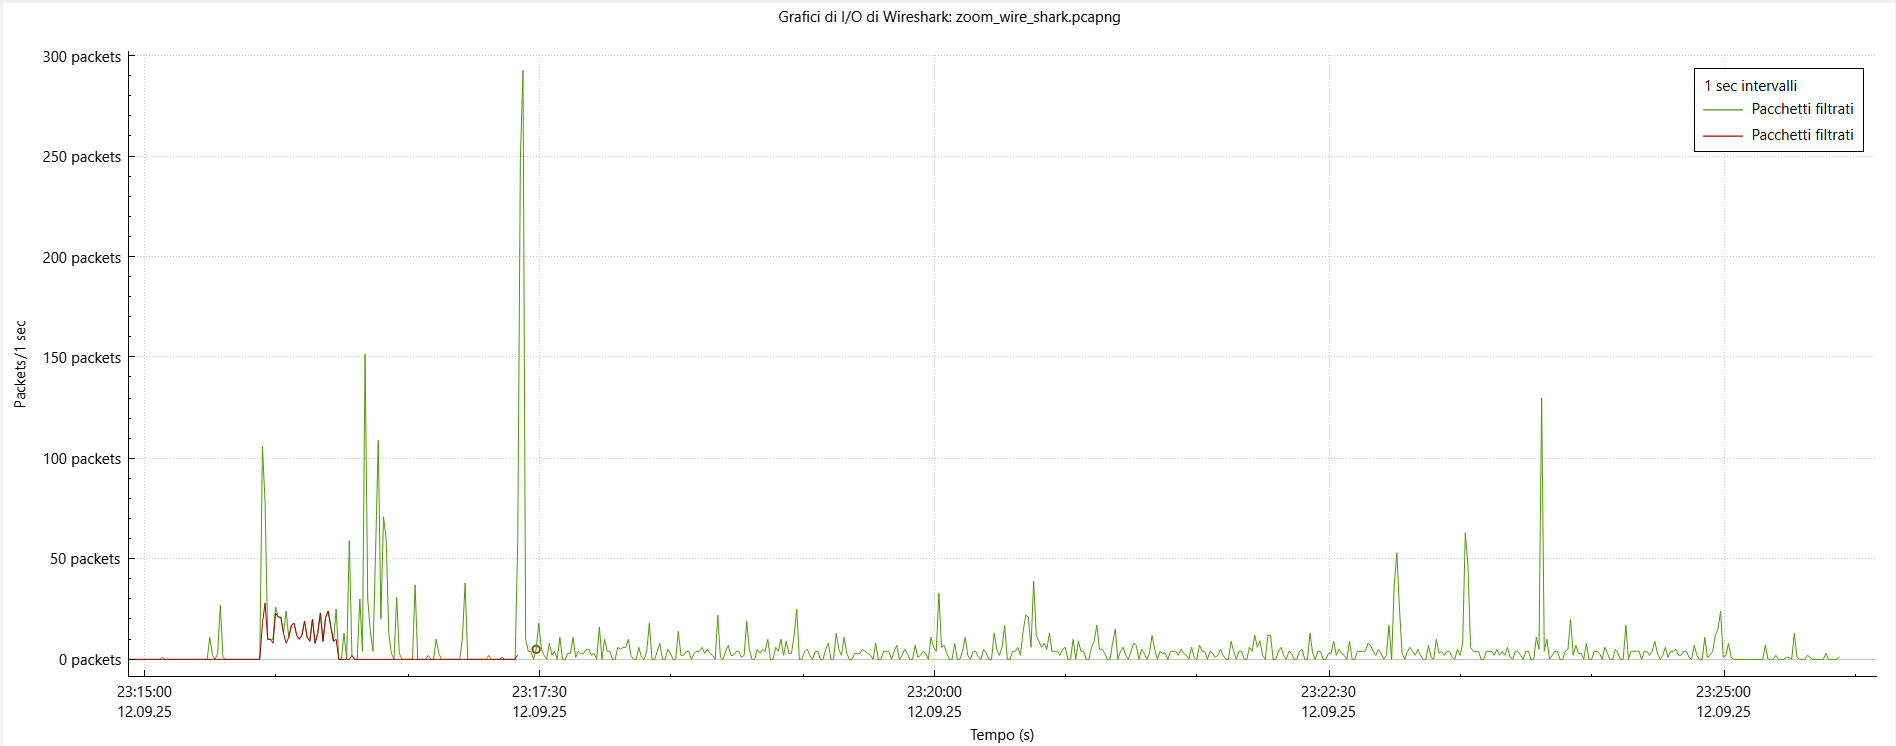 Grafici di I/O di Wireshark: zoom_wire_shark.pcapng
300 packets
250 packets
200 packets
150 packets
100 packets
50 packets
0 packets
Packets/1 sec
1 sec intervalli
Pacchetti filtrati
Pacchetti filtrati
23:15:00
12.09.25
23:17:30
12.09.25
23:20:00
12.09.25
23:22:30
12.09.25
23:25:00
12.09.25
Tempo (s)